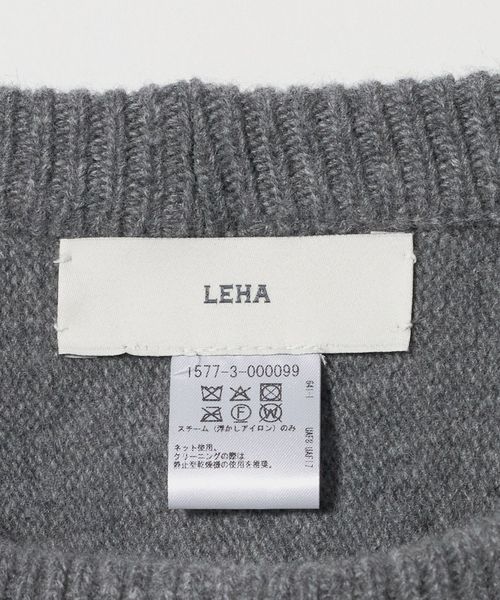 LEHA
1577-3-000099
F W
スチーム(浮かしアイロン)のみ
ネット使用。
クリーニングの際は
静止型乾燥機の使用を推奨。